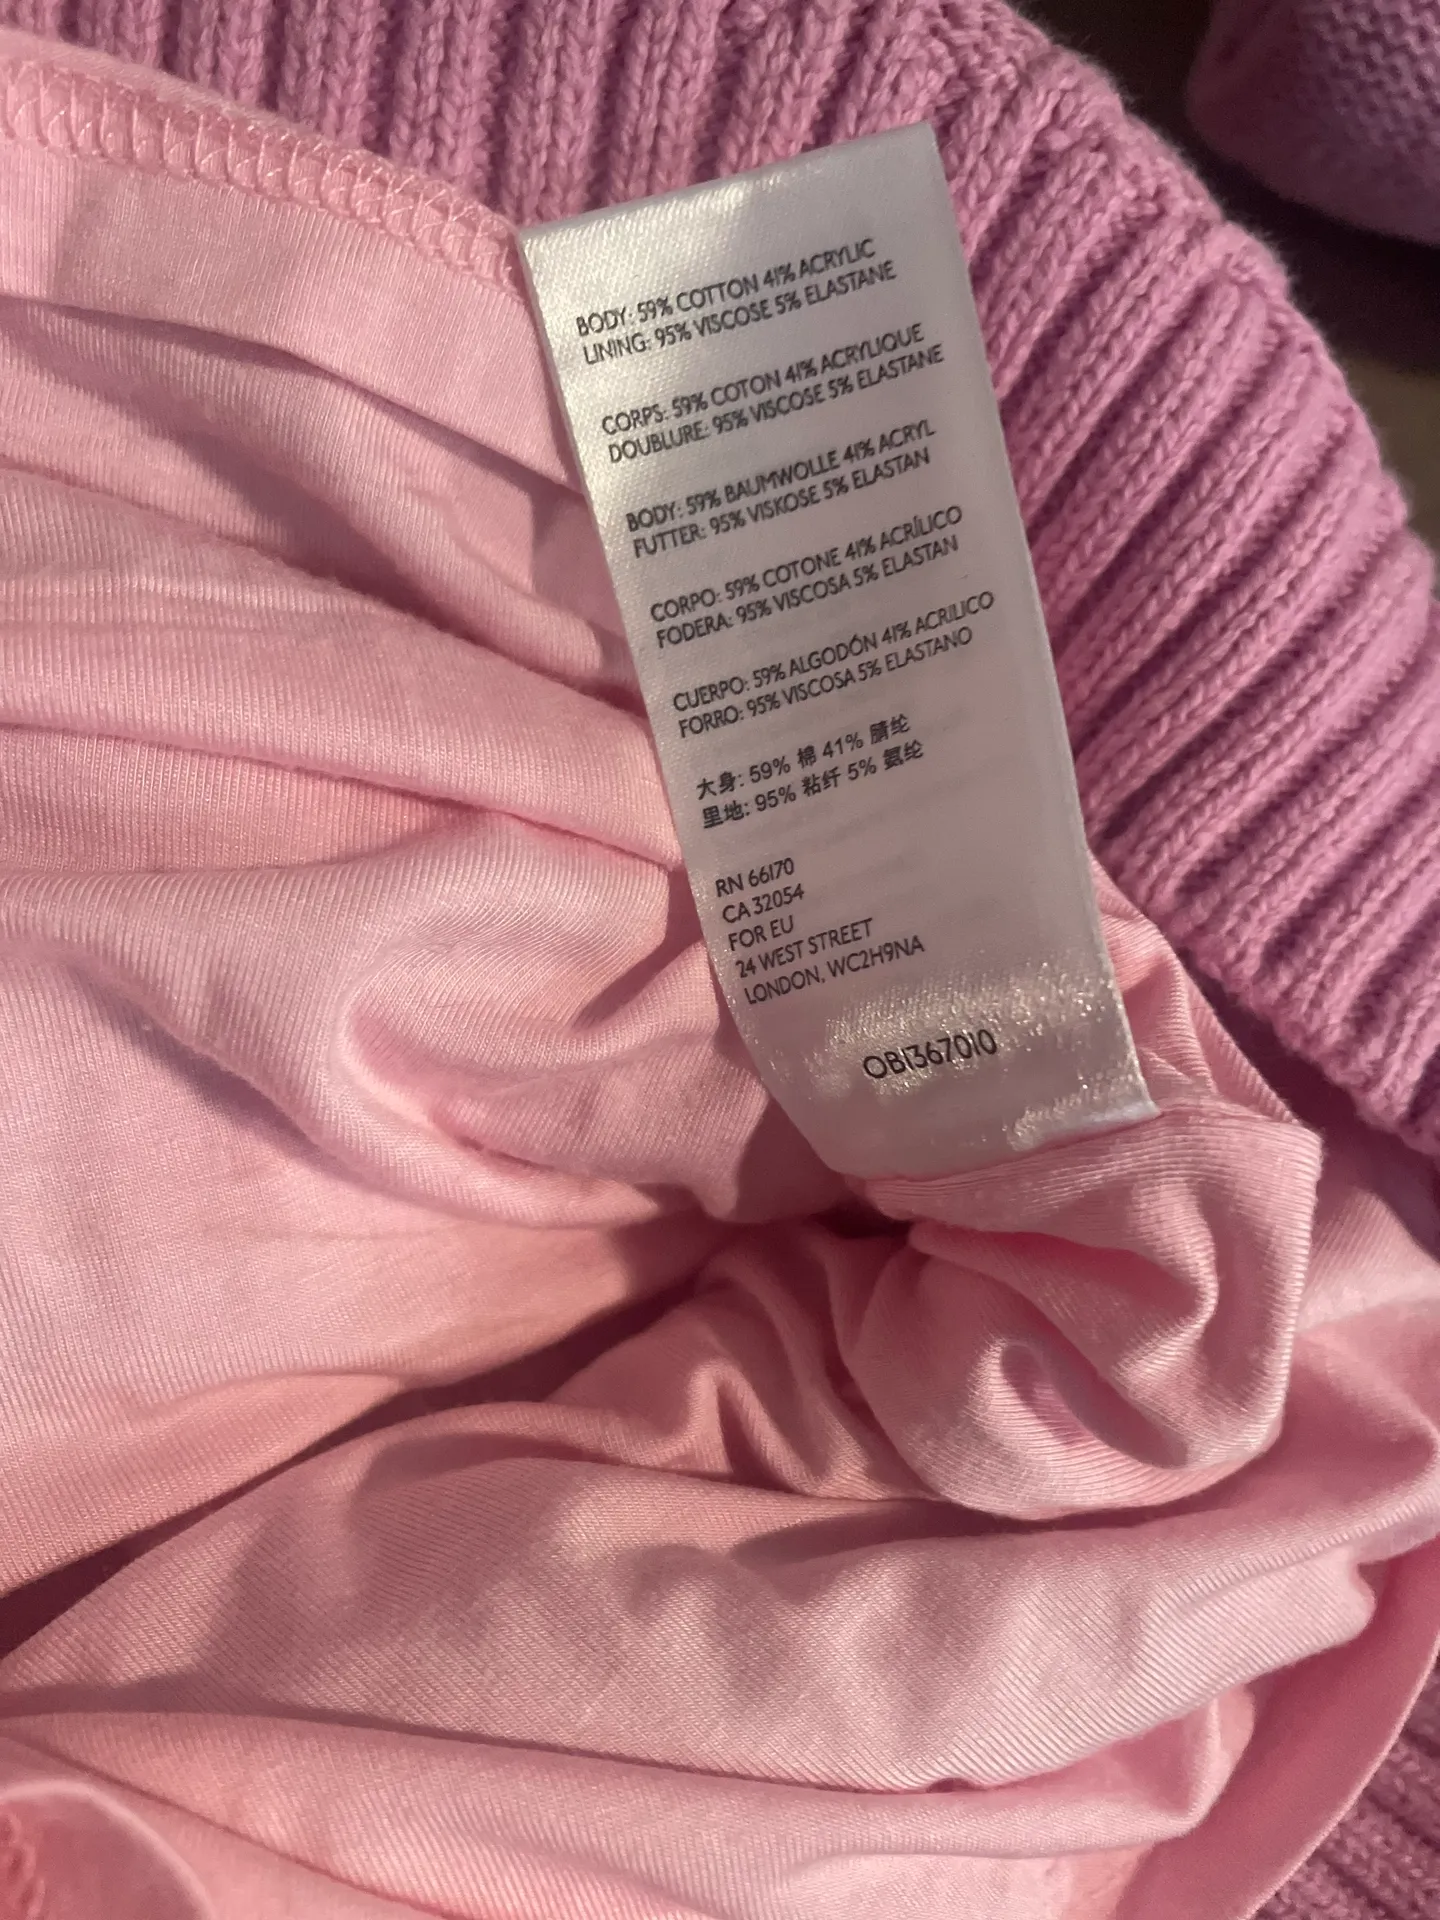 BODY: 59% COTTON 41% ACRYLIC
LINING: 95% VISCOSE 5% ELASTANE
CORPS: 59% COTON 41% ACRYLIQUE
DOUBLURE: 95% VISCOSE 5% ELASTANE
BODY: 59% BAUMWOLLE 41% ACRYL
FUTTER: 95% VISKOSE 5% ELASTAN
CORPO: 59% COTONE 41% ACRÍLICO
FODERA: 95% VISCOSA 5% ELASTAN
CUERPO: 59% ALGODÓN 41% ACRILICO
FORRO: 95% VISCOSA 5% ELASTANO
大身: 59% 棉 41% 腈纶
里地: 95% 粘纤 5% 氨纶
RN 66170
CA 32054
FOR EU
24 WEST STREET
LONDON, WC2H9NA
OB1367010